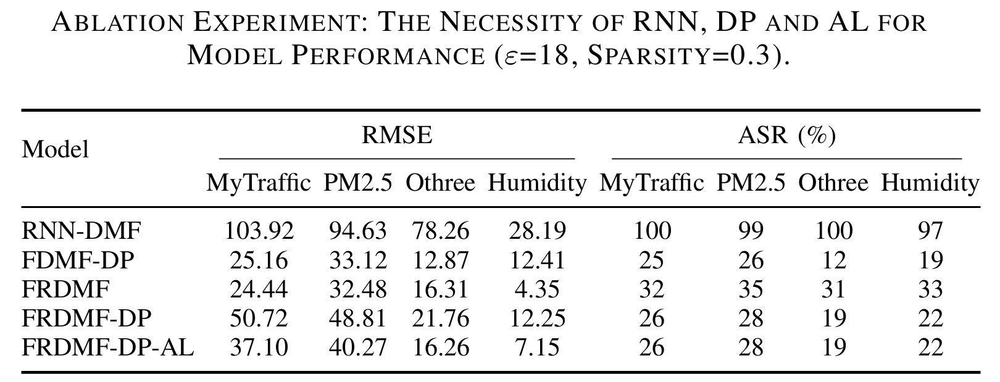 ABLATION EXPERIMENT: THE NECESSITY OF RNN, DP AND AL FOR
MODEL PERFORMANCE (ε=18, SPARSITY=0.3).
Model RMSE ASR (%)
MyTraffic PM2.5 Othree Humidity MyTraffic PM2.5 Othree Humidity
RNN-DMF 103.92 94.63 78.26 28.19 100 99 100 97
FDMF-DP 25.16 33.12 12.87 12.41 25 26 12 19
FRDMF 24.44 32.48 16.31 4.35 32 35 31 33
FRDMF-DP 50.72 48.81 21.76 12.25 26 28 19 22
FRDMF-DP-AL 37.10 40.27 16.26 7.15 26 28 19 22